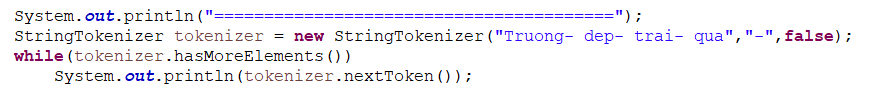 System.out.println("========================================");
StringTokenizer tokenizer = new StringTokenizer("Truong- dep- trai- qua","-",false);
while(tokenizer.hasMoreElements())
    System.out.println(tokenizer.nextToken());